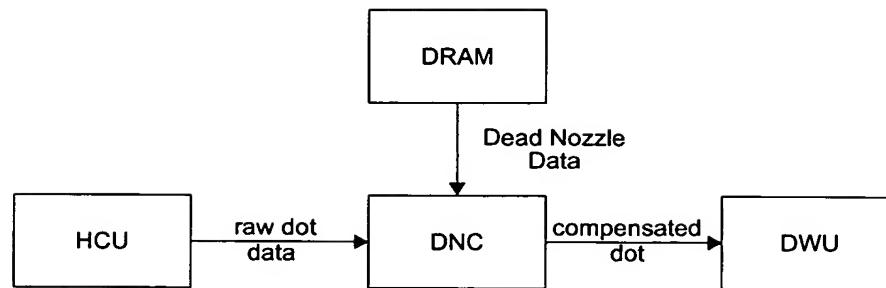 DRAM
Dead Nozzle
Data
HCU
raw dot
data
DNC
compensated
dot
DWU